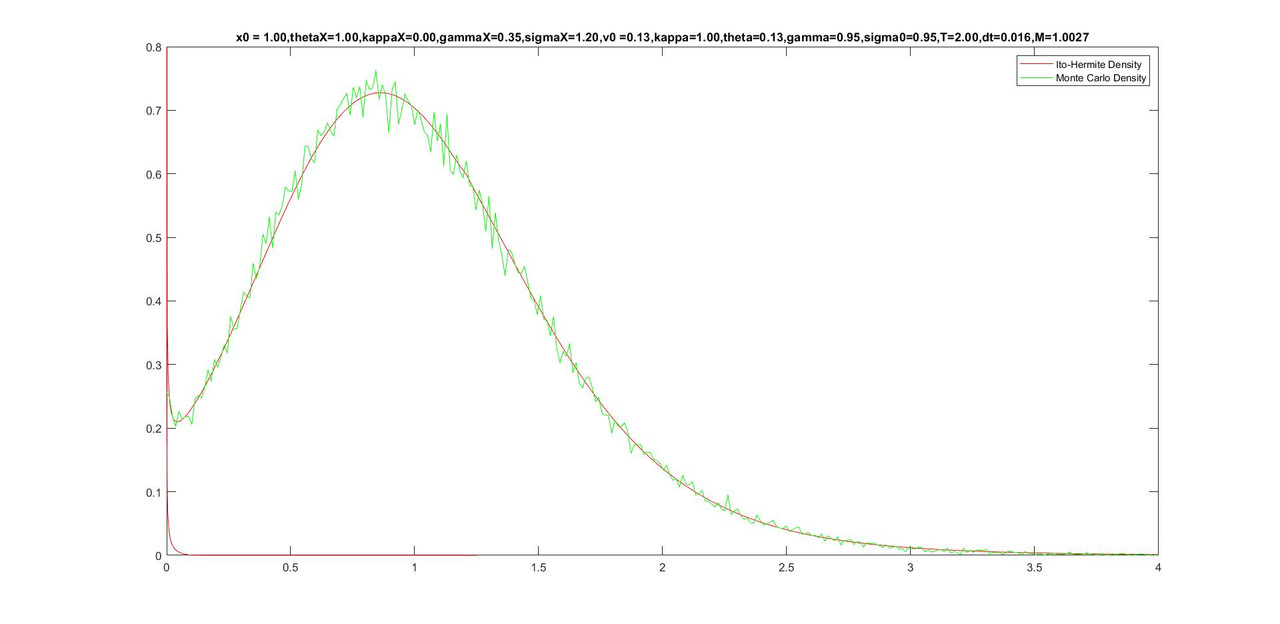 x0 = 1.00,thetaX=1.00,kappaX=0.00,gammaX=0.35,sigmaX=1.20,v0 =0.13,kappa=1.00,theta=0.13,gamma=0.95,sigma0=0.95,T=2.00,dt=0.016,M=1.0027
Ito-Hermite Density
Monte Carlo Density
0.8
0.7
0.6
0.5
0.4
0.3
0.2
0.1
0
0 0.5 1 1.5 2 2.5 3 3.5 4